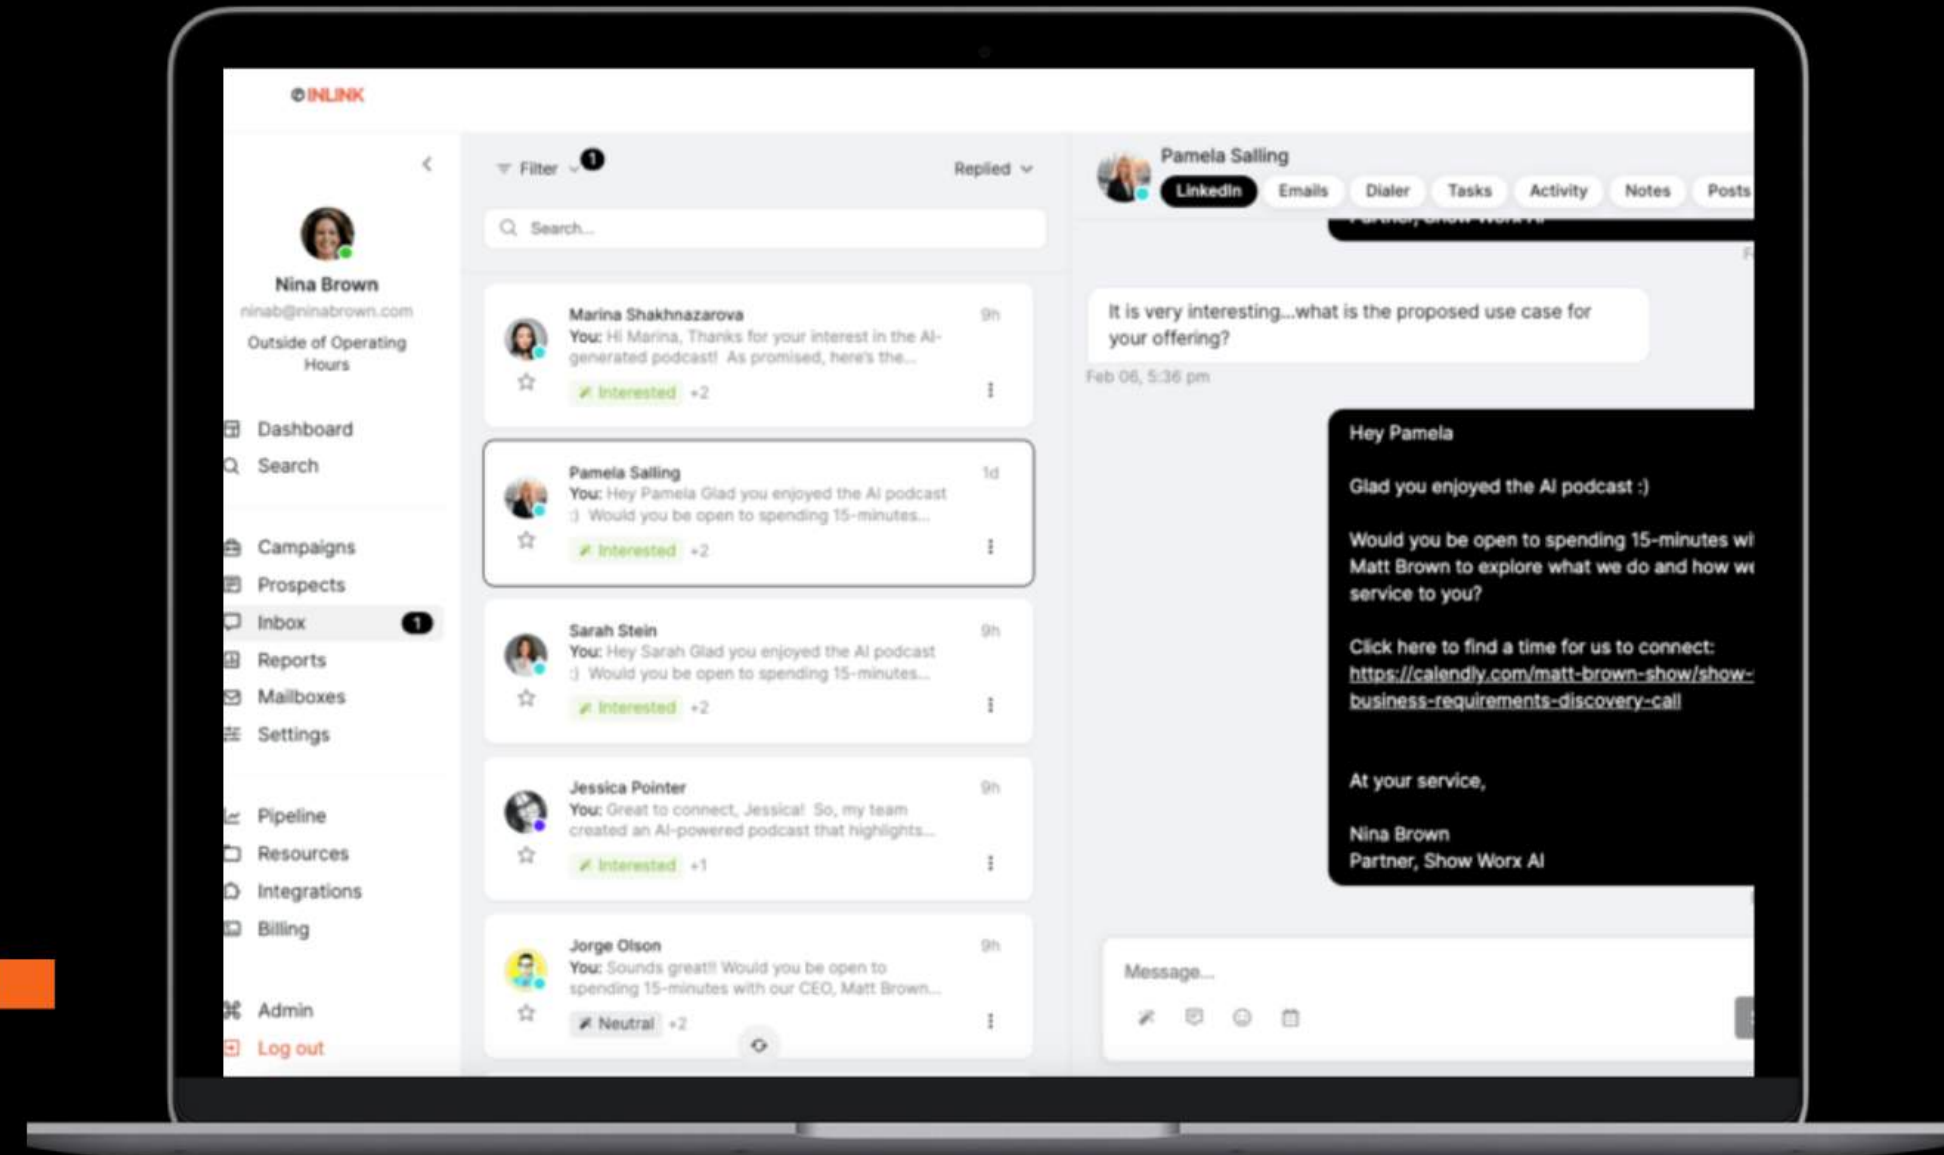 INLINK
Nina Brown
ninab@ninabrown.com
Outside of Operating
Hours
Dashboard
Search
Campaigns
Prospects
Inbox 1
Reports
Mailboxes
Settings
Pipeline
Resources
Integrations
Billing
Admin
Log out
Filter 1
Replied
Search...
Marina Shakhnazarova 9h
You: Hi Marina, Thanks for your interest in the AI-
generated podcast! As promised, here's the...
Interested +2
Pamela Salling 1d
You: Hey Pamela Glad you enjoyed the AI podcast
:) Would you be open to spending 15-minutes...
Interested +2
Sarah Stein 9h
You: Hey Sarah Glad you enjoyed the AI podcast
:) Would you be open to spending 15-minutes...
Interested +2
Jessica Pointer 9h
You: Great to connect, Jessica! So, my team
created an AI-powered podcast that highlights...
Interested +1
Jorge Olson 9h
You: Sounds great!! Would you be open to
spending 15-minutes with our CEO, Matt Brown...
Neutral +2
Pamela Salling
LinkedIn Emails Dialer Tasks Activity Notes Posts
It is very interesting...what is the proposed use case for
your offering?
Feb 06, 5:36 pm
Hey Pamela
Glad you enjoyed the AI podcast :)
Would you be open to spending 15-minutes
Matt Brown to explore what we do and how
service to you?
Click here to find a time for us to connect:
https://calendly.com/matt-brown-show/show-
business-requirements-discovery-call
At your service,
Nina Brown
Partner, Show Worx AI
Message...